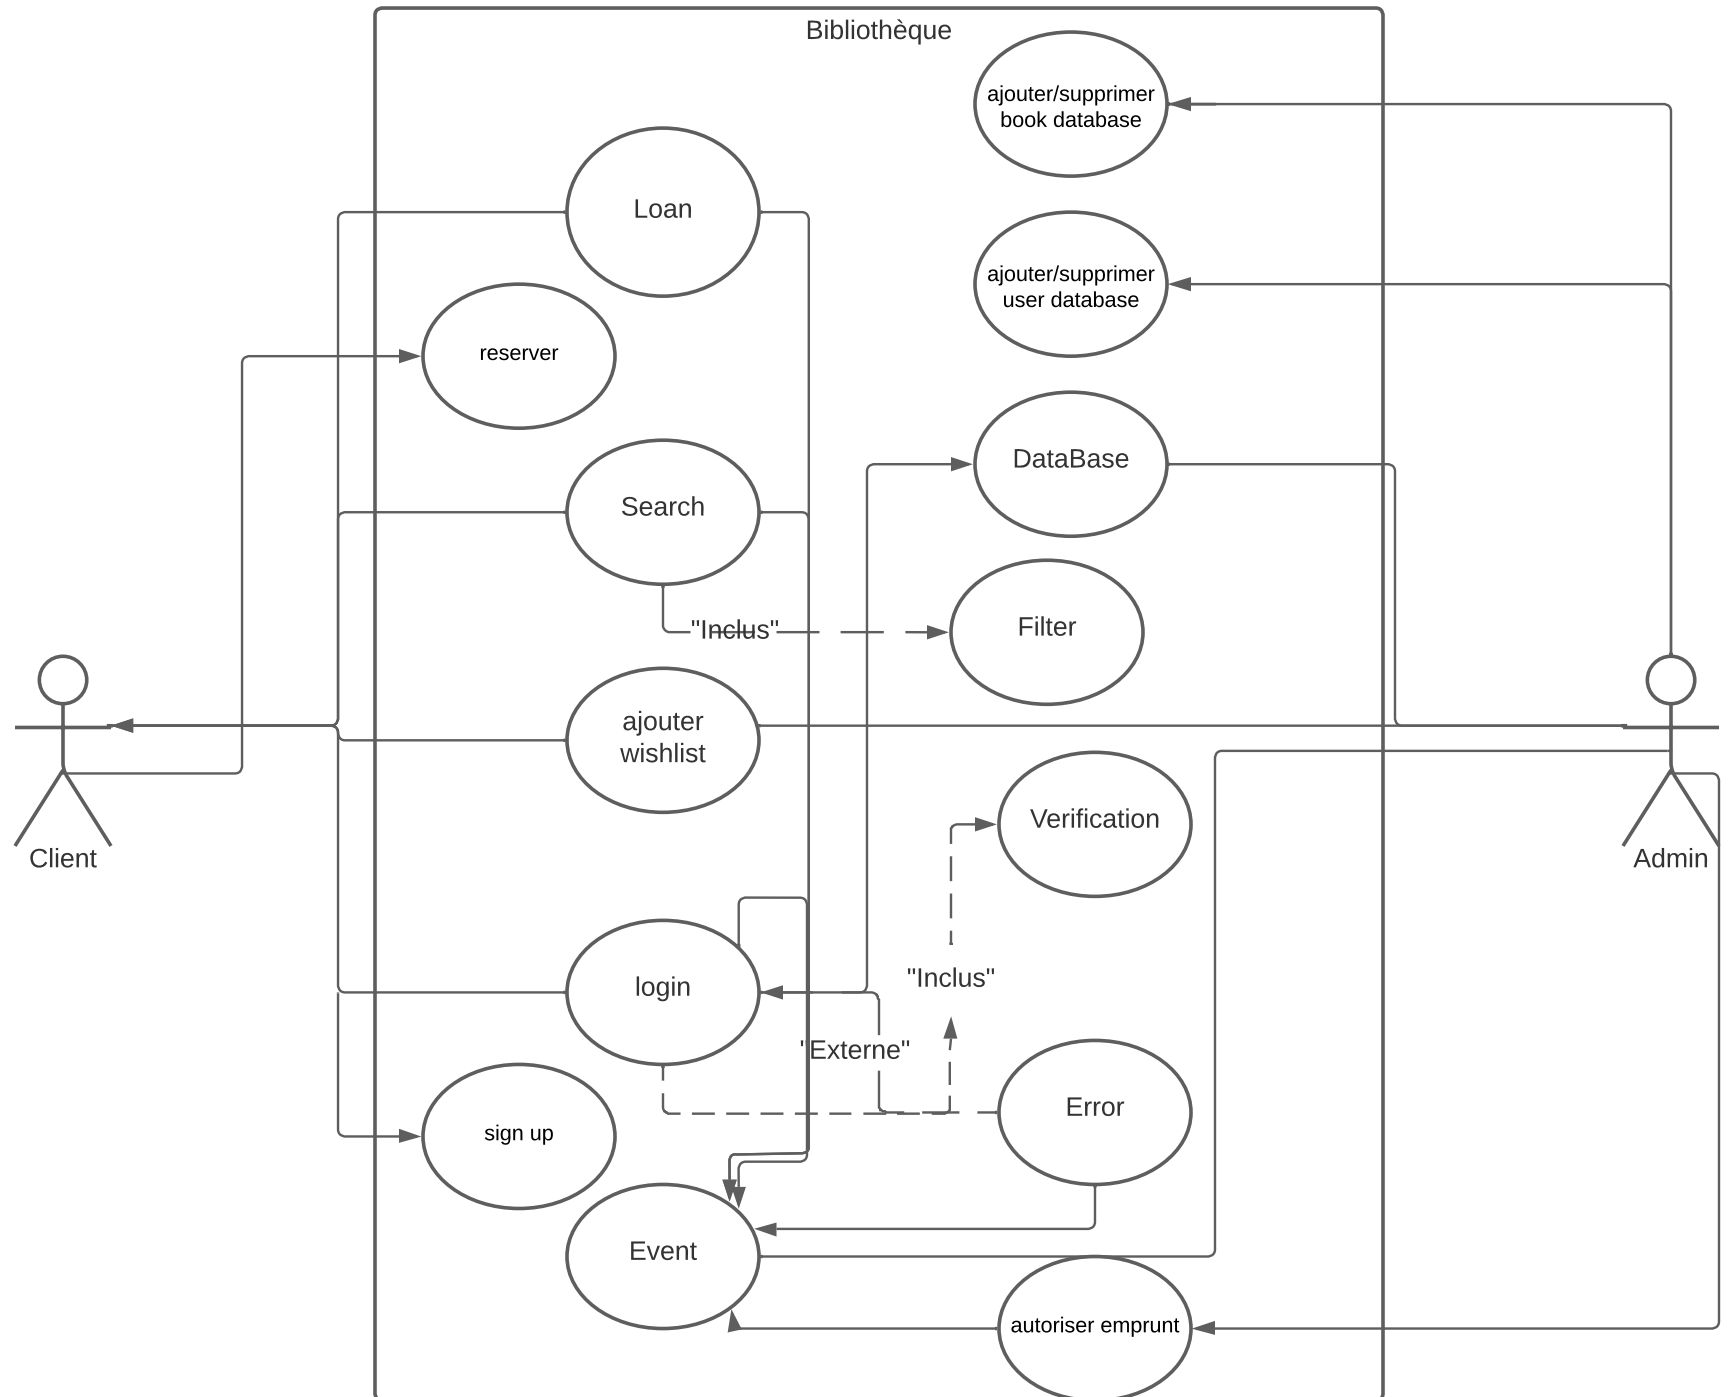 Bibliothèque
ajouter/supprimer
book database
Loan
ajouter/supprimer
user database
reserver
DataBase
Search
Filter
"Inclus"
ajouter
wishlist
Verification
Client
Admin
login
"Inclus"
"Externe"
Error
sign up
Event
autoriser emprunt